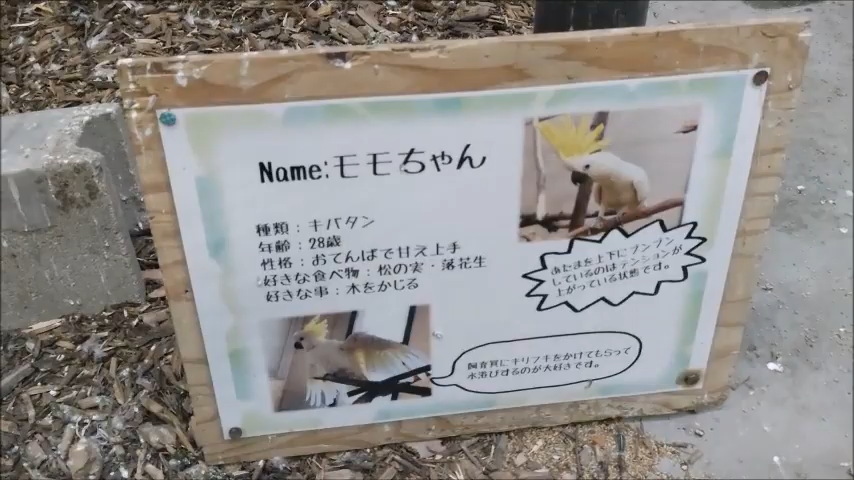 Name:モモちゃん
種類:キバタン
年齢:28歳
性格:おてんばで甘え上手
好きな食べ物:松の実・落花生
好きな事:木をかじる
あたまを上下にブンブン
しているのはテンションが
上がっている状態です。
飼育員にキリフキをかけてもらって
水浴びするのが大好きです。